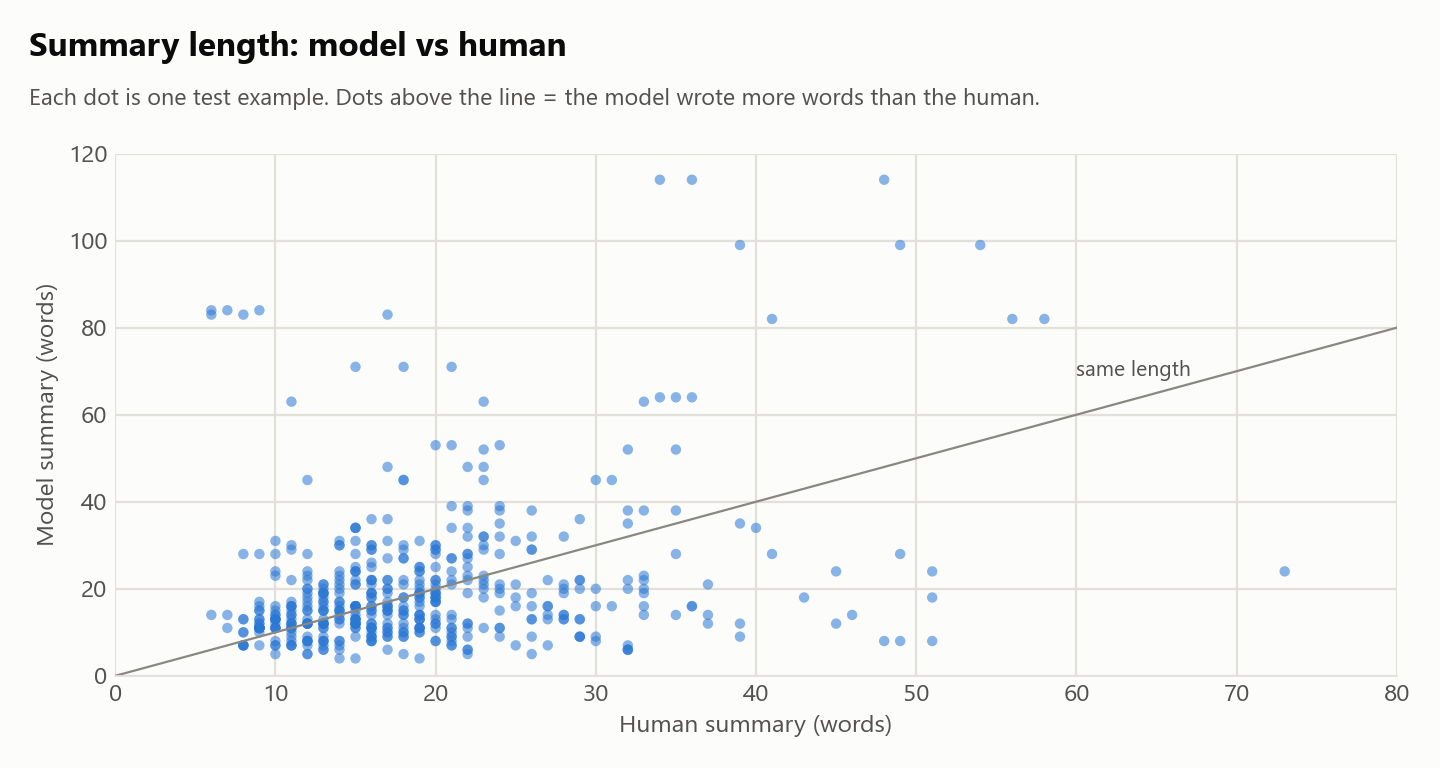 Summary length: model vs human
Each dot is one test example. Dots above the line = the model wrote more words than the human.
120
100
80
60
40
20
0
Model summary (words)
same length
0 10 20 30 40 50 60 70 80
Human summary (words)